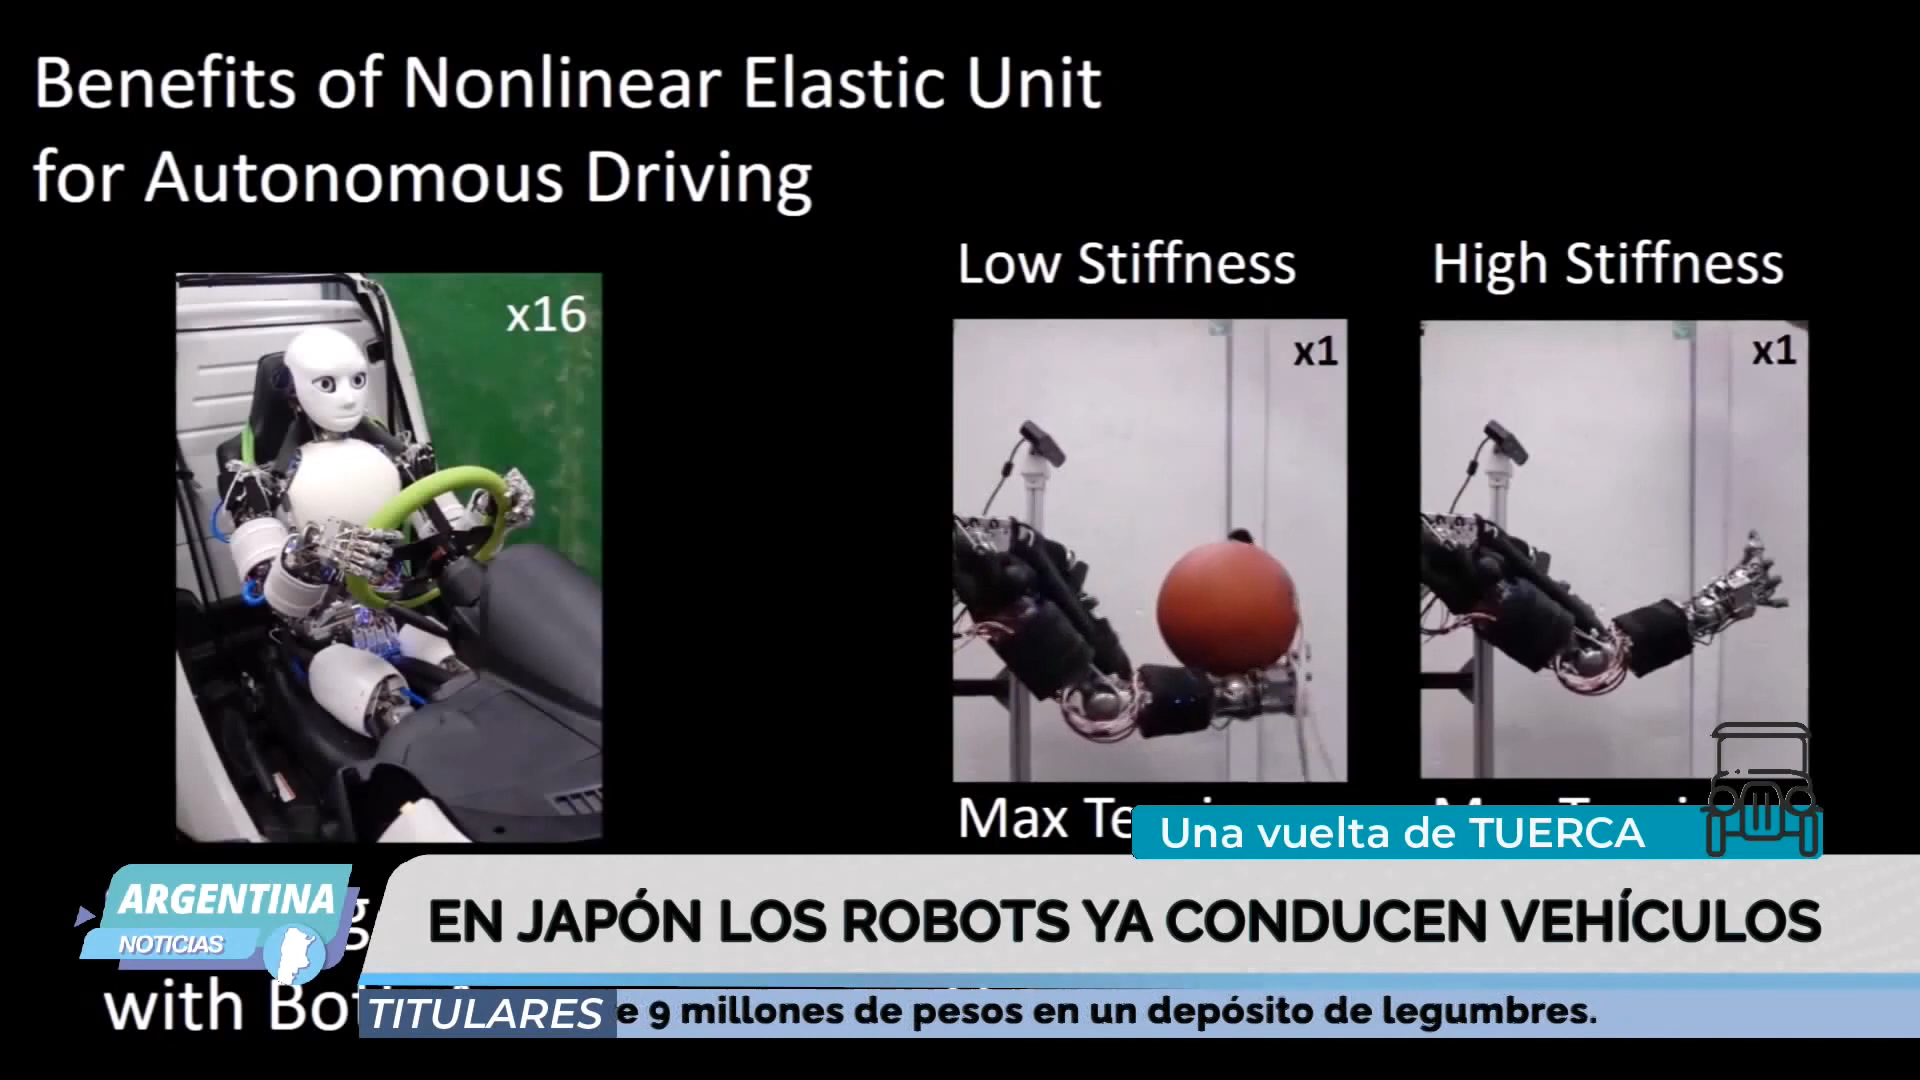 Benefits of Nonlinear Elastic Unit
for Autonomous Driving
Low Stiffness
High Stiffness
x16
x1
x1
Max
Una vuelta de TUERCA
ARGENTINA
NOTICIAS
EN JAPÓN LOS ROBOTS YA CONDUCEN VEHÍCULOS
with
TITULARES
9 millones de pesos en un depósito de legumbres.